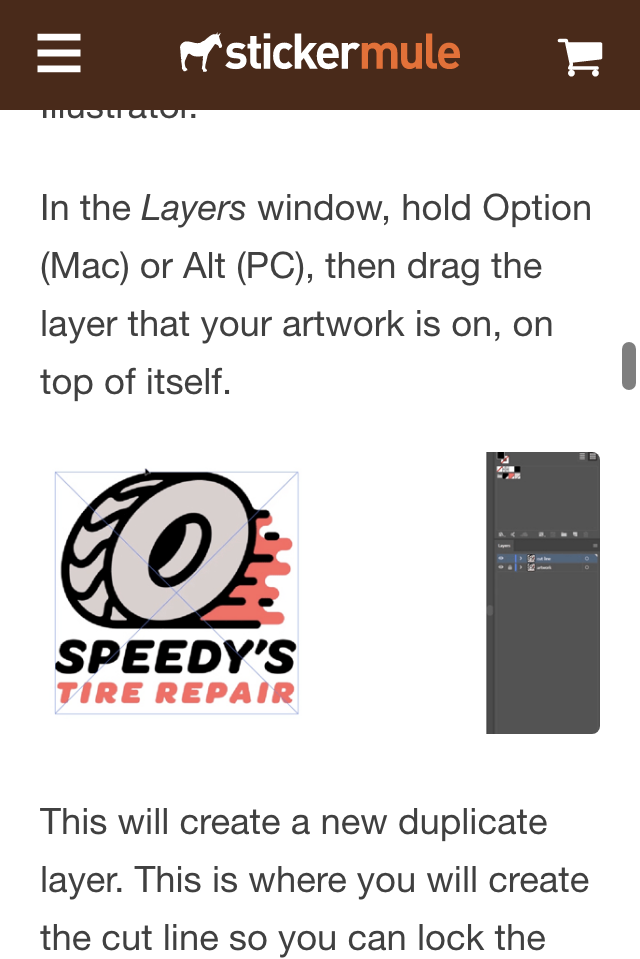 stickermule
Illustrator.
In the Layers window, hold Option
(Mac) or Alt (PC), then drag the
layer that your artwork is on, on
top of itself.
SPEEDY'S
TIRE REPAIR
Layers
cut line
artwork
This will create a new duplicate
layer. This is where you will create
the cut line so you can lock the